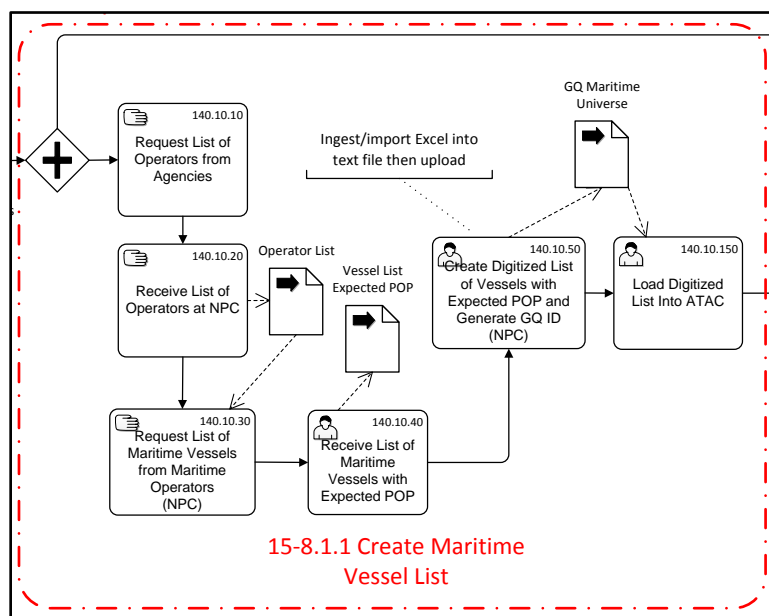 140.10.10
Request List of
Operators from
Agencies
140.10.20
Receive List of
Operators at NPC
Operator List
140.10.30
Request List of
Maritime Vessels
from Maritime
Operators
(NPC)
Vessel List
Expected POP
140.10.40
Receive List of
Maritime
Vessels with
Expected POP
Ingest/import Excel into
text file then upload
140.10.50
Create Digitized List
of Vessels with
Expected POP and
Generate GQ ID
(NPC)
GQ Maritime
Universe
140.10.150
Load Digitized
List Into ATAC
15-8.1.1 Create Maritime
Vessel List